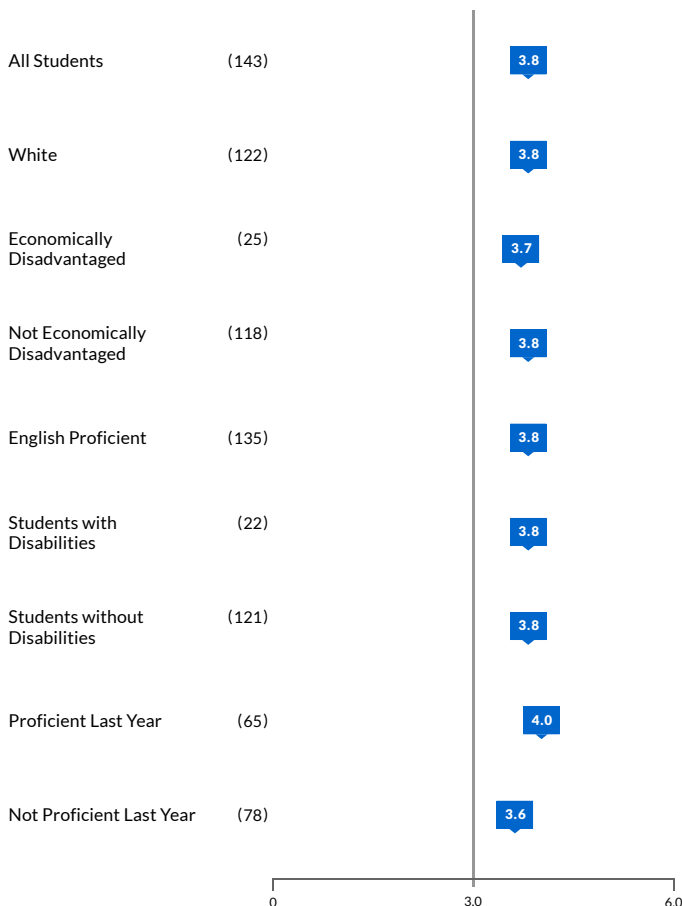 All Students (143) 3.8
White (122) 3.8
Economically (25)
Disadvantaged 3.7
Not Economically (118)
Disadvantaged 3.8
English Proficient (135) 3.8
Students with (22)
Disabilities 3.8
Students without (121)
Disabilities 3.8
Proficient Last Year (65) 4.0
Not Proficient Last Year (78) 3.6
0 3.0 6.0